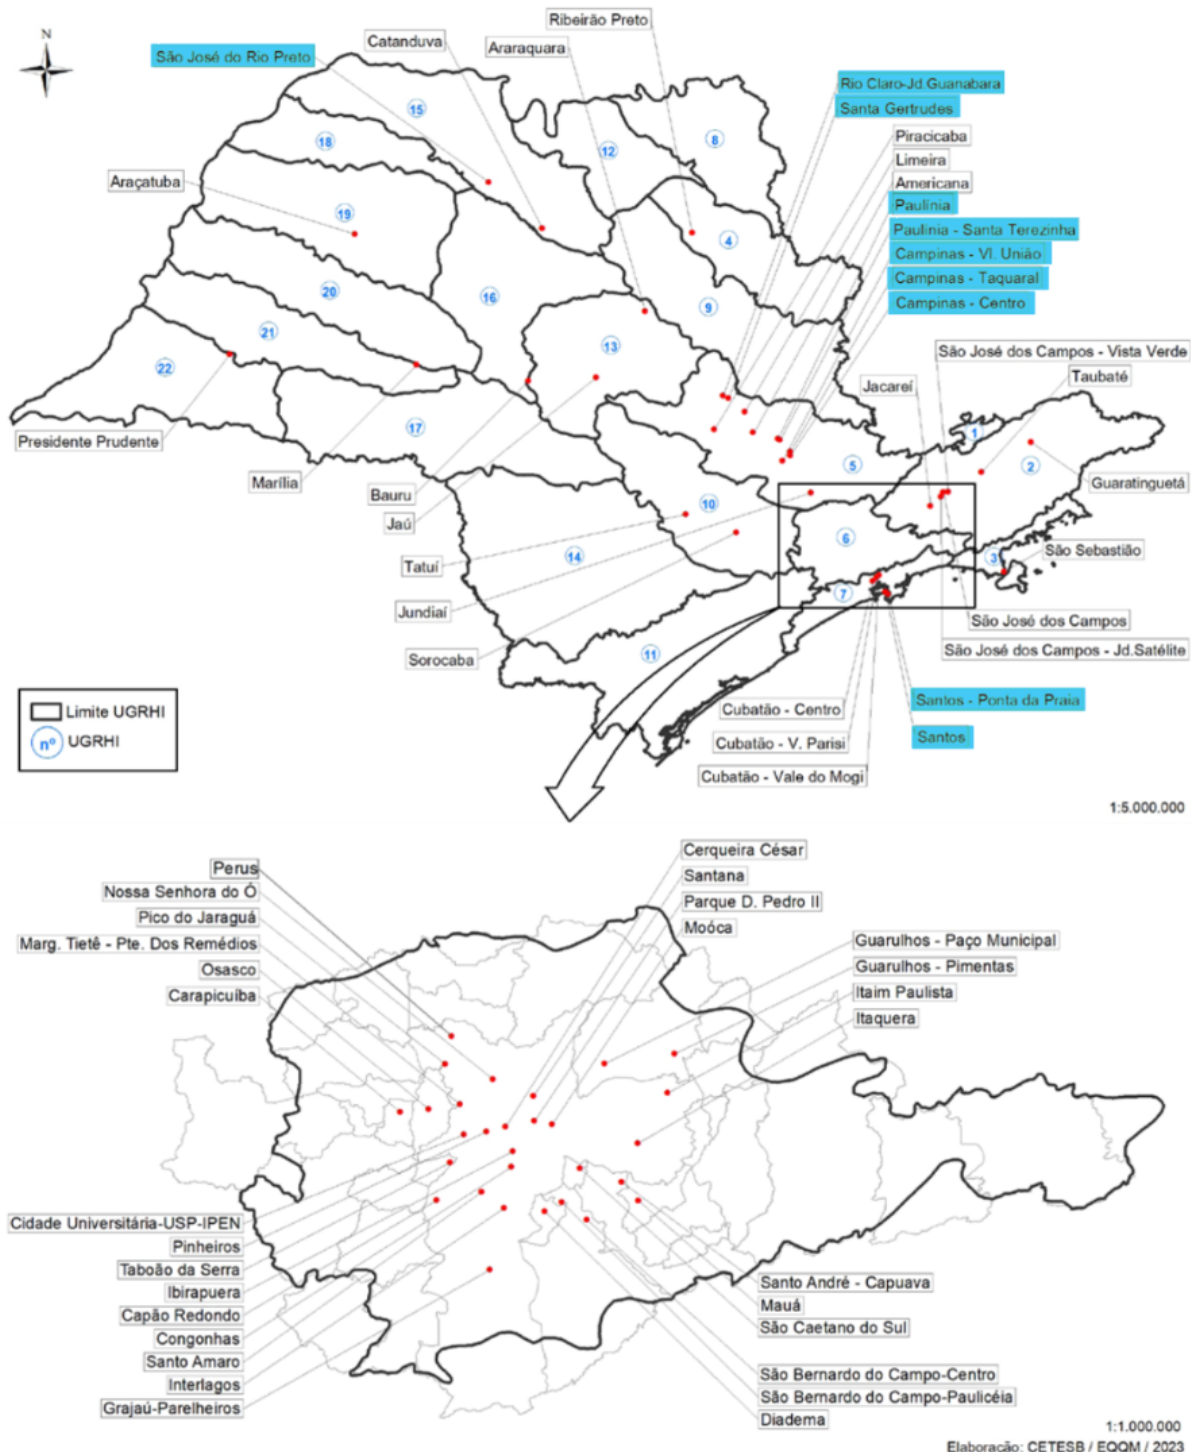 N
São José do Rio Preto
Catanduva
Ribeirão Preto
Araraquara
Rio Claro-Jd.Guanabara
Santa Gertrudes
Piracicaba
Limeira
Americana
Paulínia
Paulínia - Santa Terezinha
Campinas - Vl. União
Campinas - Taquaral
Campinas - Centro
São José dos Campos - Vista Verde
Taubaté
Jacareí
Guaratinguetá
São Sebastião
São José dos Campos
São José dos Campos - Jd.Satélite
Santos - Ponta da Praia
Santos
Cubatão - Centro
Cubatão - V. Parisi
Cubatão - Vale do Mogi
Araçatuba
Presidente Prudente
Marília
Bauru
Jaú
Tatuí
Jundiaí
Sorocaba
15
18
12
8
19
4
20
16
9
21
13
22
17
1
5
2
10
6
14
3
7
11
Limite UGRHI
nº UGRHI
1:5.000.000
Perus
Nossa Senhora do Ó
Pico do Jaraguá
Marg. Tietê - Pte. Dos Remédios
Osasco
Carapicuíba
Cerqueira César
Santana
Parque D. Pedro II
Moóca
Guarulhos - Paço Municipal
Guarulhos - Pimentas
Itaim Paulista
Itaquera
Cidade Universitária-USP-IPEN
Pinheiros
Taboão da Serra
Ibirapuera
Capão Redondo
Congonhas
Santo Amaro
Interlagos
Grajaú-Parelheiros
Santo André - Capuava
Mauá
São Caetano do Sul
São Bernardo do Campo-Centro
São Bernardo do Campo-Paulicéia
Diadema
1:1.000.000
Elaboração: CETESB / EQQM / 2023